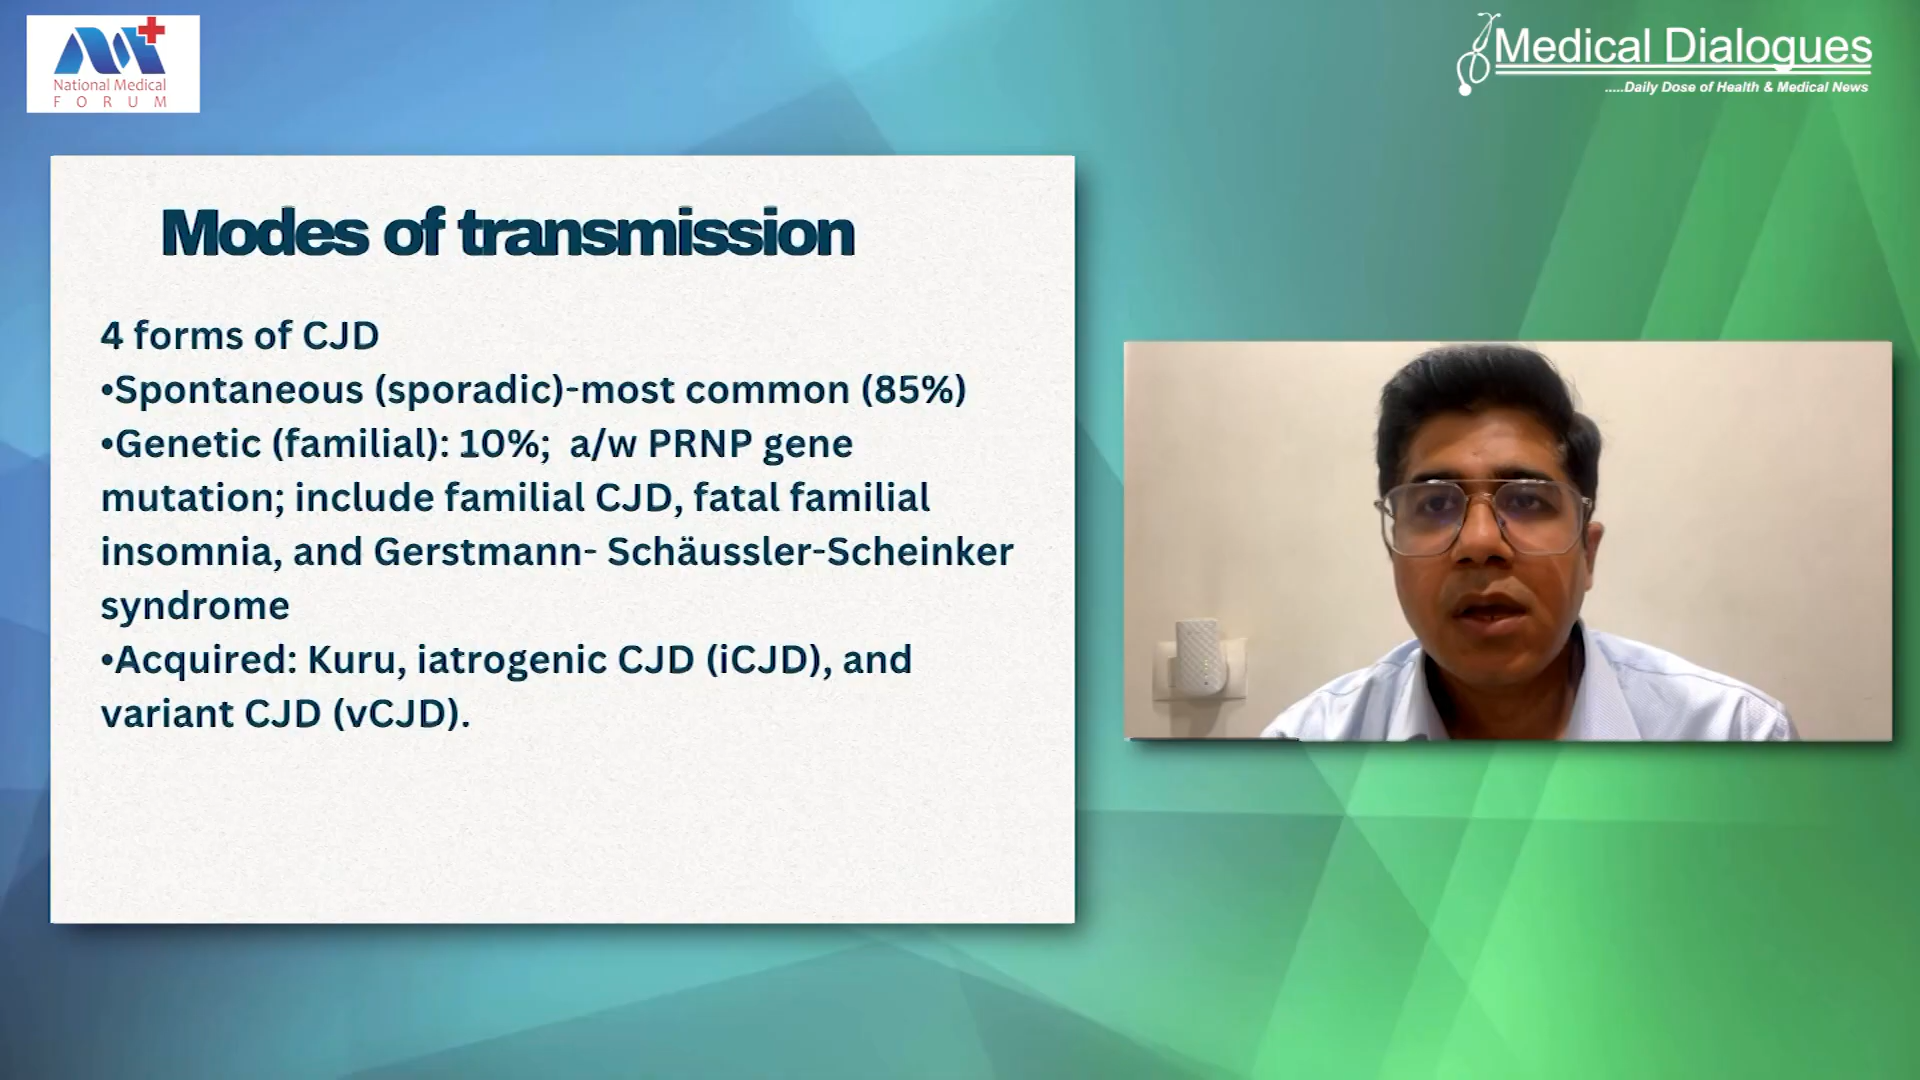 National Medical
FORUM
Medical Dialogues
.....Daily Dose of Health & Medical News
Modes of transmission
4 forms of CJD
•Spontaneous (sporadic)-most common (85%)
•Genetic (familial): 10%;  a/w PRNP gene
mutation; include familial CJD, fatal familial
insomnia, and Gerstmann- Schäussler-Scheinker
syndrome
•Acquired: Kuru, iatrogenic CJD (iCJD), and
variant CJD (vCJD).